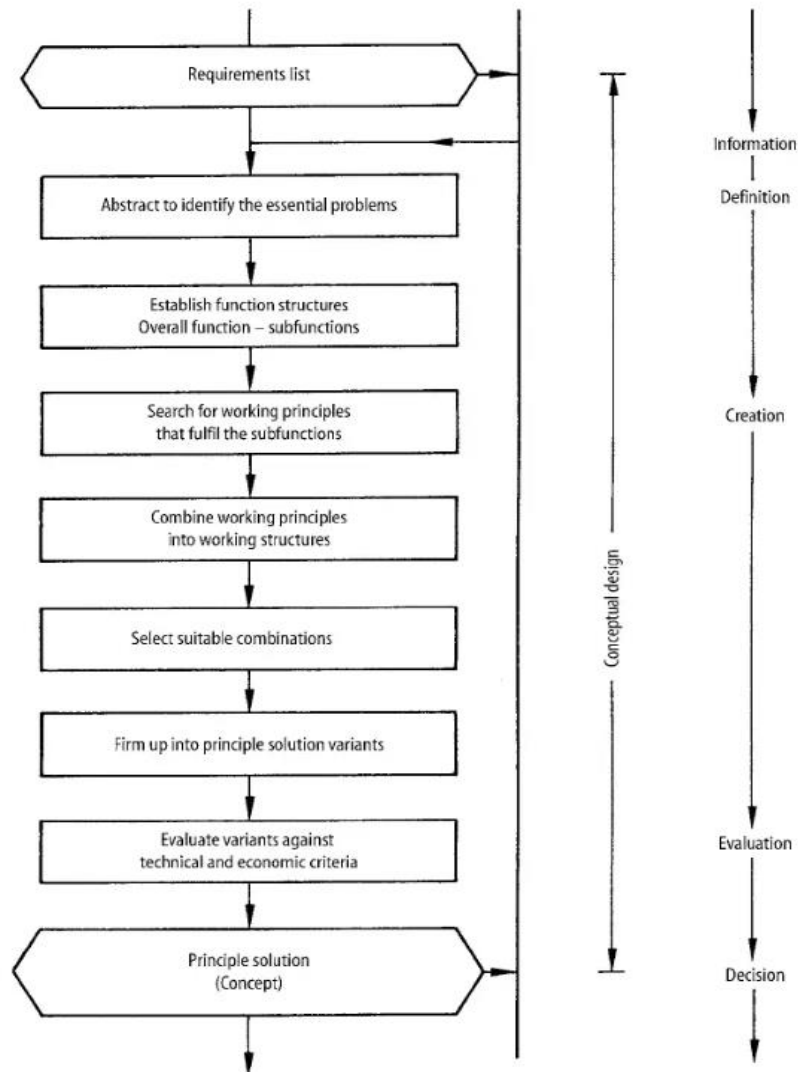 Requirements list
Information
Abstract to identify the essential problems
Definition
Establish function structures
Overall function – subfunctions
Search for working principles
that fulfil the subfunctions
Creation
Combine working principles
into working structures
Conceptual design
Select suitable combinations
Firm up into principle solution variants
Evaluate variants against
technical and economic criteria
Evaluation
Principle solution
(Concept)
Decision